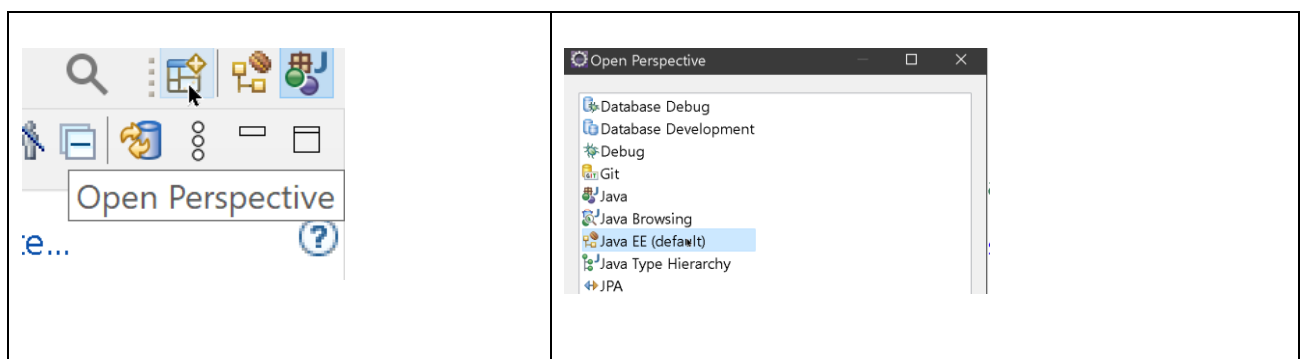 Open Perspective
:e...
Open Perspective
Database Debug
Database Development
Debug
Git
Java
Java Browsing
Java EE (default)
Java Type Hierarchy
JPA